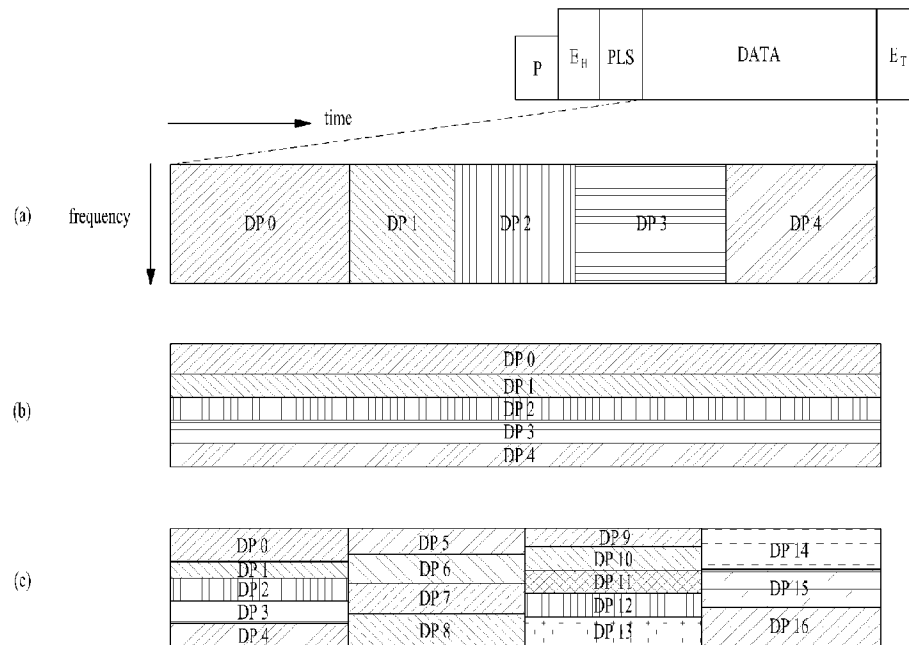 P E_H PLS DATA E_T
time
(a) frequency DP 0 DP 1 DP 2 DP 3 DP 4
DP 0
DP 1
(b) DP 2
DP 3
DP 4
DP 0 DP 5 DP 9 DP 14
DP 1 DP 6 DP 10
(c) DP 2 DP 7 DP 11 DP 15
DP 3 DP 12
DP 4 DP 8 DP 13 DP 16